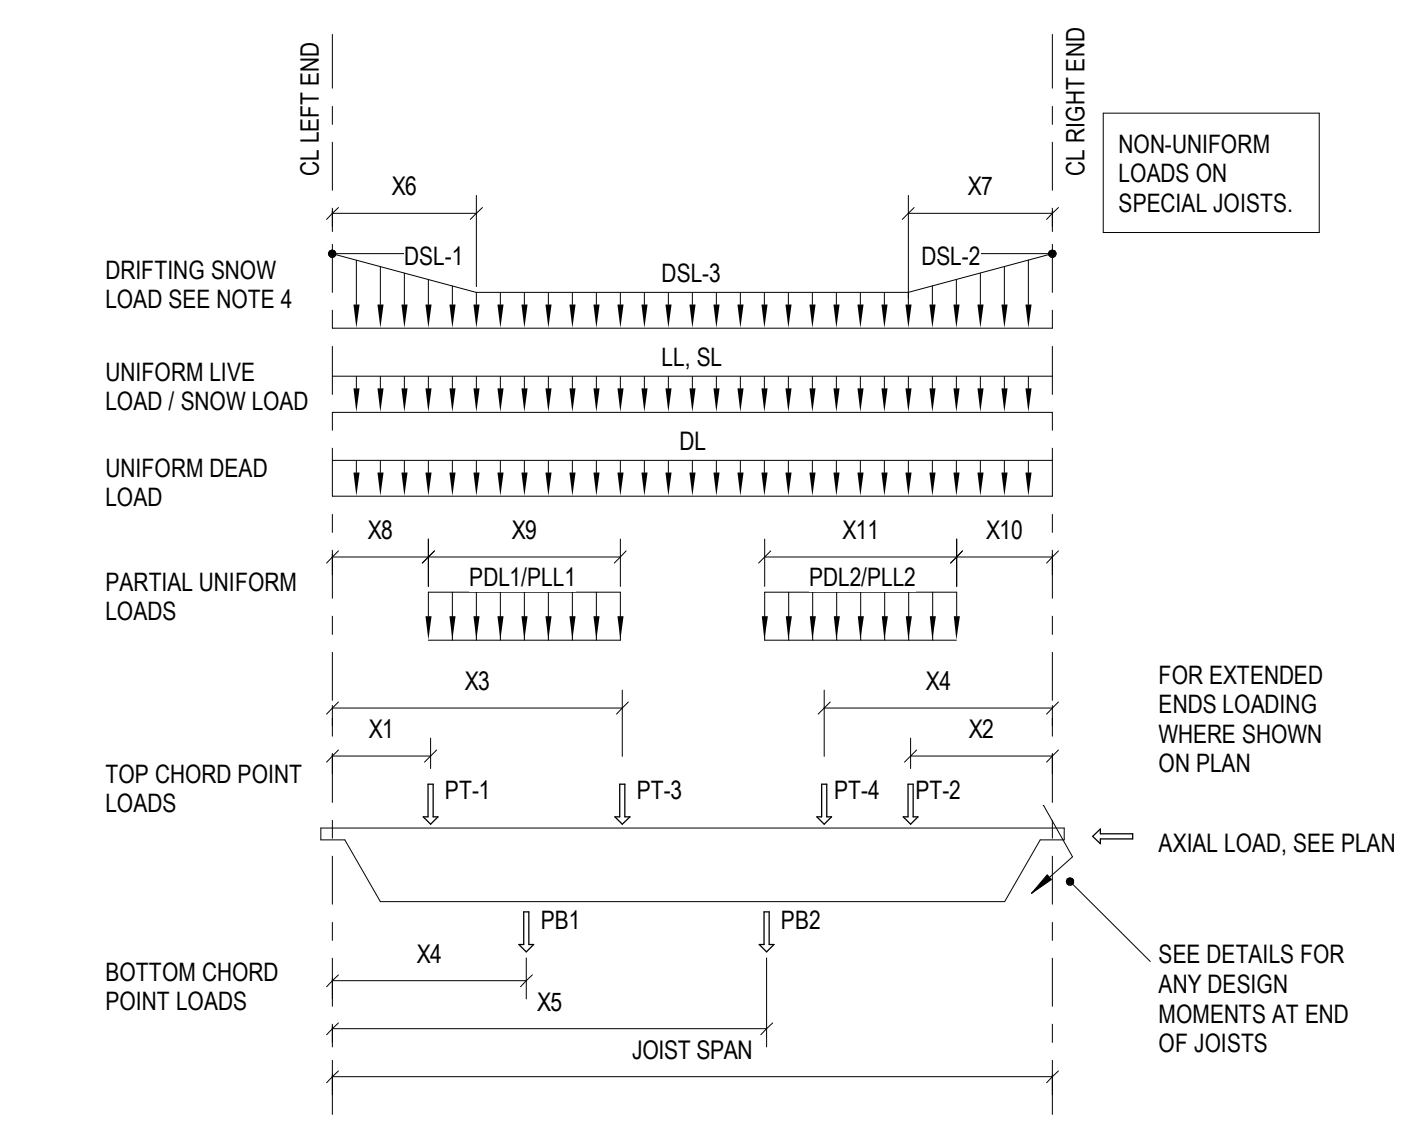 CL LEFT END
CL RIGHT END
NON-UNIFORM
LOADS ON
SPECIAL JOISTS.
X6
X7
DRIFTING SNOW
LOAD SEE NOTE 4
DSL-1
DSL-3
DSL-2
UNIFORM LIVE
LOAD / SNOW LOAD
LL, SL
UNIFORM DEAD
LOAD
DL
X8
X9
X11
X10
PARTIAL UNIFORM
LOADS
PDL1/PLL1
PDL2/PLL2
X3
X4
X1
X2
FOR EXTENDED
ENDS LOADING
WHERE SHOWN
ON PLAN
TOP CHORD POINT
LOADS
PT-1
PT-3
PT-4
PT-2
AXIAL LOAD, SEE PLAN
PB1
PB2
BOTTOM CHORD
POINT LOADS
X4
X5
JOIST SPAN
SEE DETAILS FOR
ANY DESIGN
MOMENTS AT END
OF JOISTS